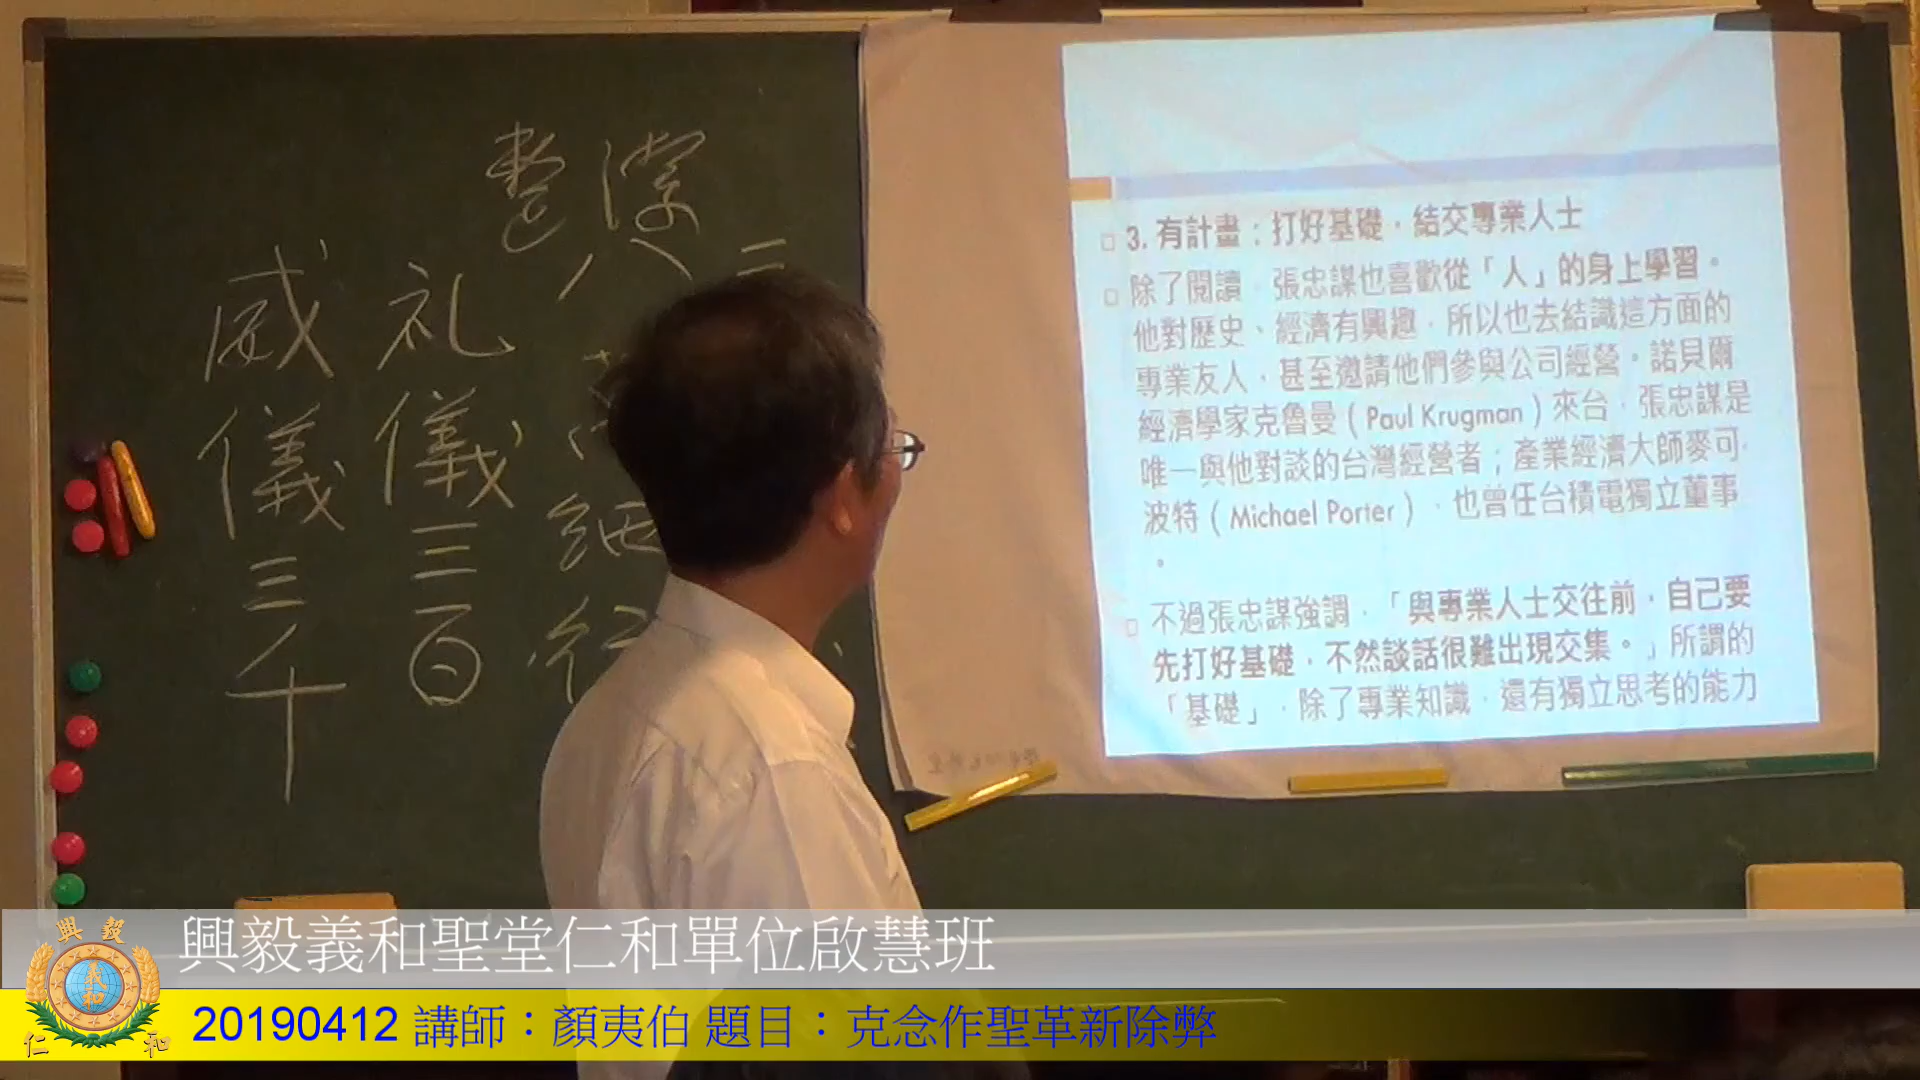 整潔
威儀三千
礼儀三百
八
二
細
行
3. 有計畫：打好基礎，結交專業人士
除了閱讀，張忠謀也喜歡從「人」的身上學習。
他對歷史、經濟有興趣，所以也去結識這方面的
專業友人，甚至邀請他們參與公司經營。諾貝爾
經濟學家克魯曼（Paul Krugman）來台，張忠謀是
唯一與他對談的台灣經營者；產業經濟大師麥可·
波特（Michael Porter），也曾任台積電獨立董事
。
不過張忠謀強調，「與專業人士交往前，自己要
先打好基礎，不然談話很難出現交集。」所謂的
「基礎」，除了專業知識，還有獨立思考的能力
興毅義和聖堂仁和單位啟慧班
20190412 講師：顏夷伯 題目：克念作聖革新除弊
興毅
義和
仁和